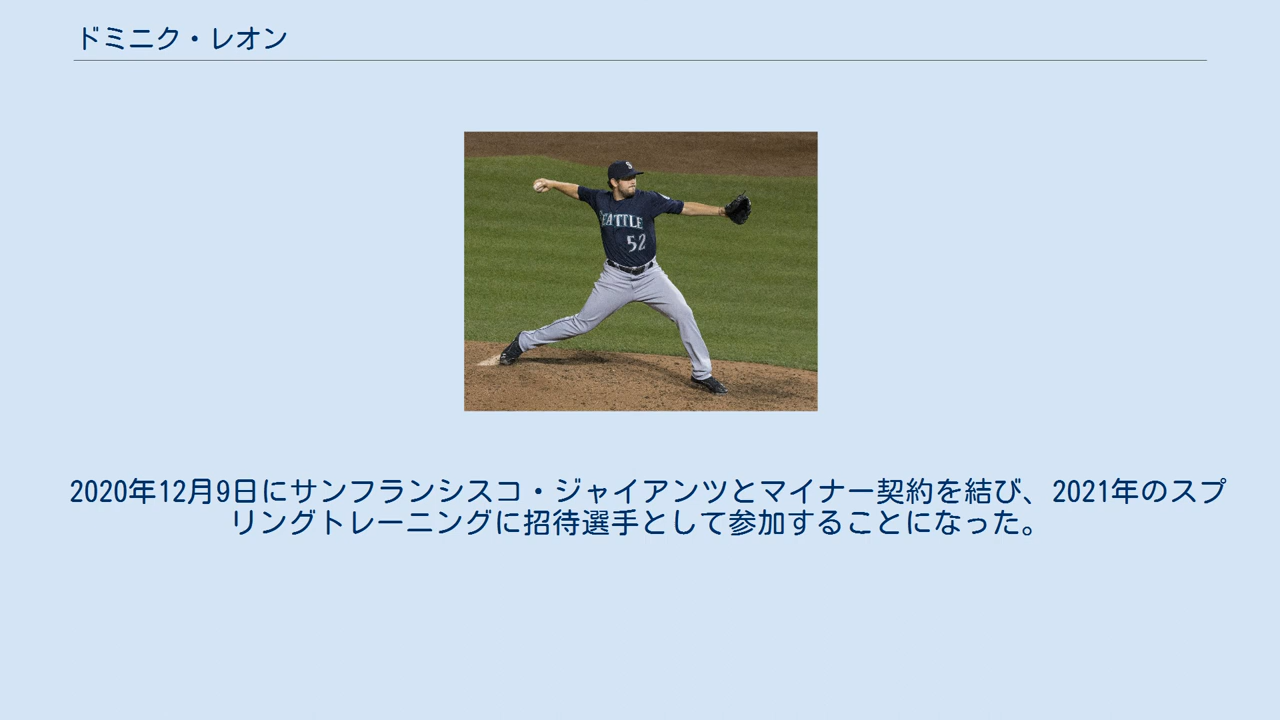 ドミニク・レオン
S
SEATTLE
52
2020年12月9日にサンフランシスコ・ジャイアンツとマイナー契約を結び、2021年のスプ
リングトレーニングに招待選手として参加することになった。